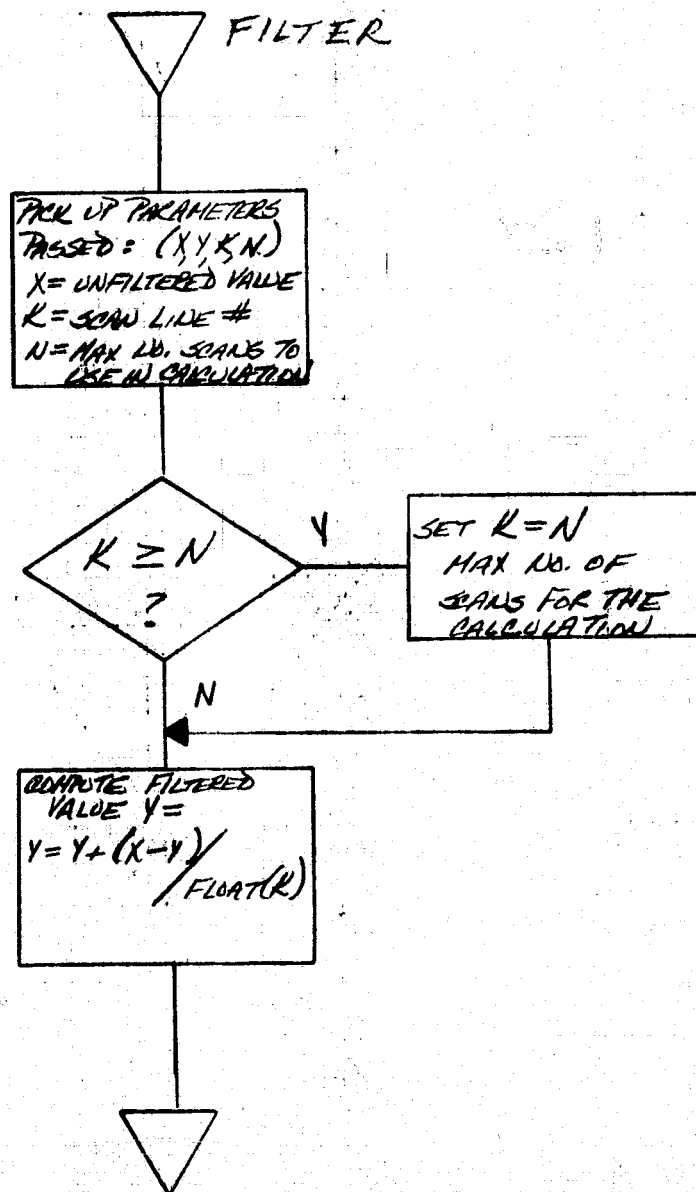 FILTER
PICK UP PARAMETERS
PASSED: (X, Y, K, N.)
X = UNFILTERED VALUE
K = SCAN LINE #
N = MAX NO. SCANS TO
USE IN CALCULATION
K ≥ N
?
Y
SET K = N
MAX NO. OF
SCANS FOR THE
CALCULATION
N
COMPUTE FILTERED
VALUE Y =
Y = Y + (X - Y)
/ FLOAT(K)